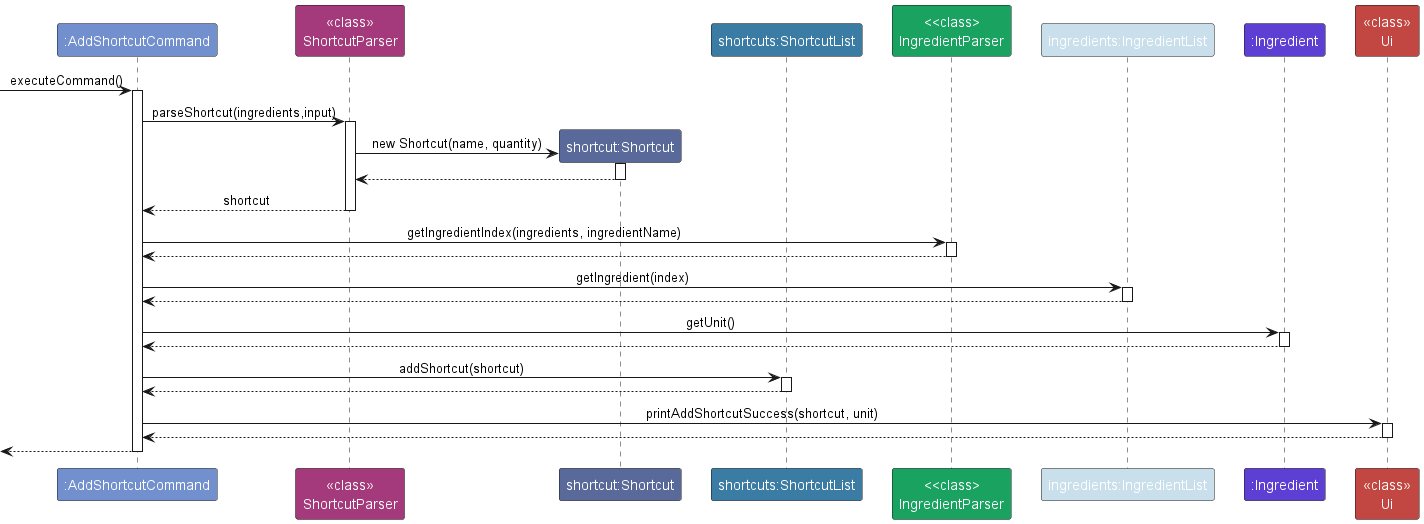 «class»
«class»
<<class>
:AddShortcutCommand
ShortcutParser
shortcuts:ShortcutList
IngredientParser
ingredients:IngredientList
:Ingredient
Ui
executeCommand()
parseShortcut(ingredients,input)
new Shortcut(name, quantity)
shortcut:Shortcut
shortcut
getIngredientIndex(ingredients, ingredientName)
getIngredient(index)
getUnit()
addShortcut(shortcut)
printAddShortcutSuccess(shortcut, unit)
:AddShortcutCommand
«class»
ShortcutParser
shortcut:Shortcut
shortcuts:ShortcutList
<<class>
IngredientParser
ingredients:IngredientList
:Ingredient
«class»
Ui